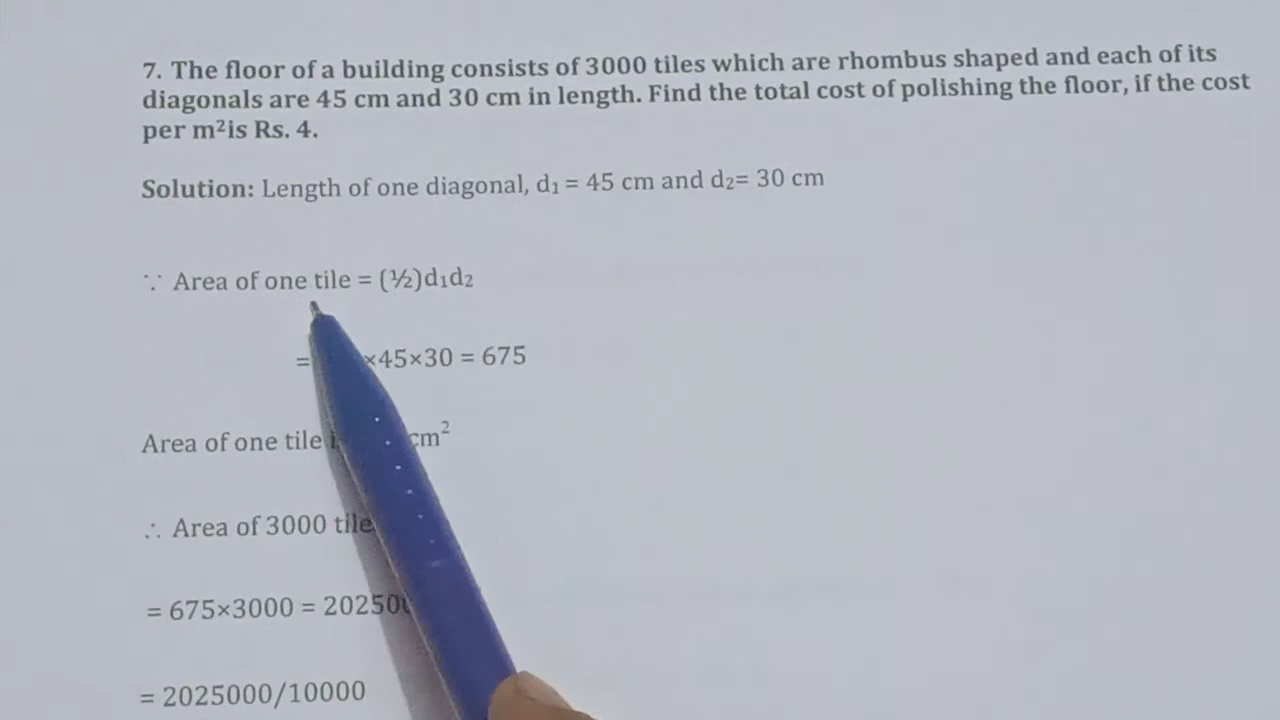 7. The floor of a building consists of 3000 tiles which are rhombus shaped and each of its
diagonals are 45 cm and 30 cm in length. Find the total cost of polishing the floor, if the cost
per m²is Rs. 4.
Solution: Length of one diagonal, d₁ = 45 cm and d₂= 30 cm
∵ Area of one tile = (½)d₁d₂
= ×45×30 = 675
Area of one tile cm²
∴ Area of 3000 tile
= 675×3000 = 20250
= 2025000/10000